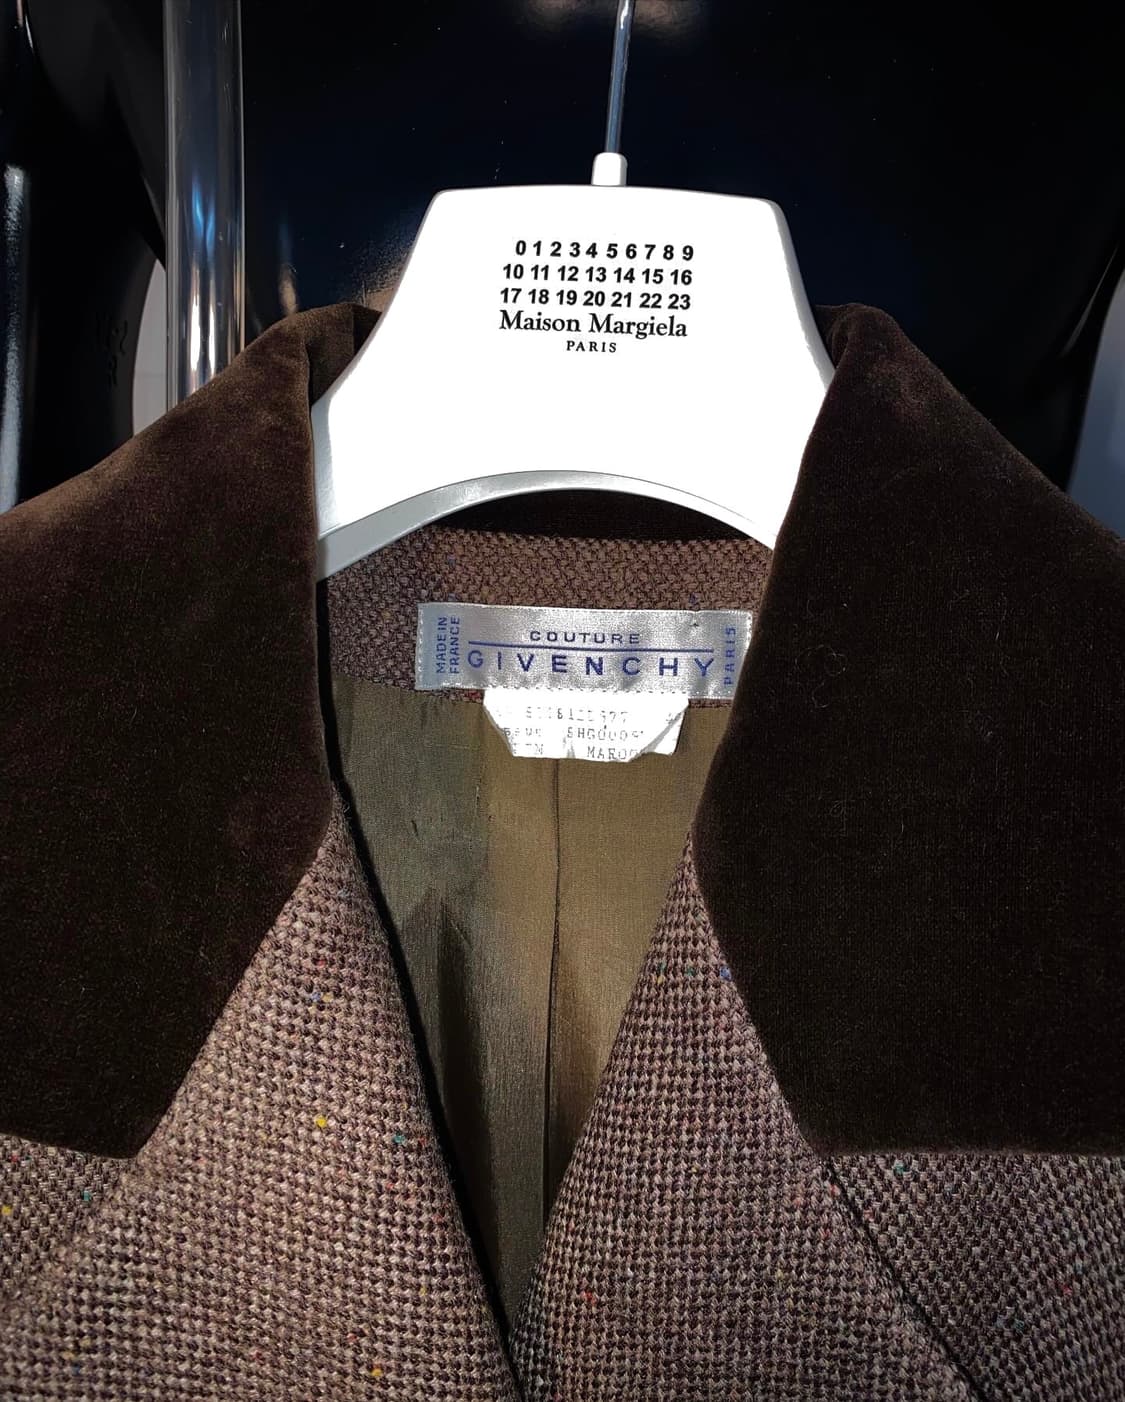 0 1 2 3 4 5 6 7 8 9
10 11 12 13 14 15 16
17 18 19 20 21 22 23
Maison Margiela
PARIS
MADE IN
FRANCE
COUTURE
GIVENCHY
PARIS